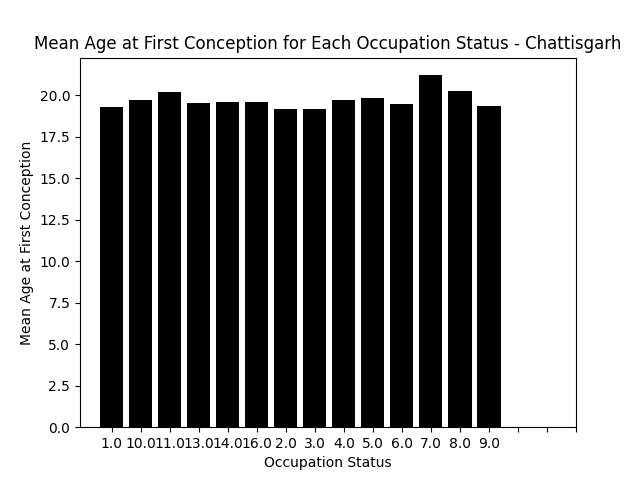 Mean Age at First Conception for Each Occupation Status - Chattisgarh
Mean Age at First Conception
20.0
17.5
15.0
12.5
10.0
7.5
5.0
2.5
0.0
1.0 10.0 11.0 13.0 14.0 16.0 2.0 3.0 4.0 5.0 6.0 7.0 8.0 9.0
Occupation Status